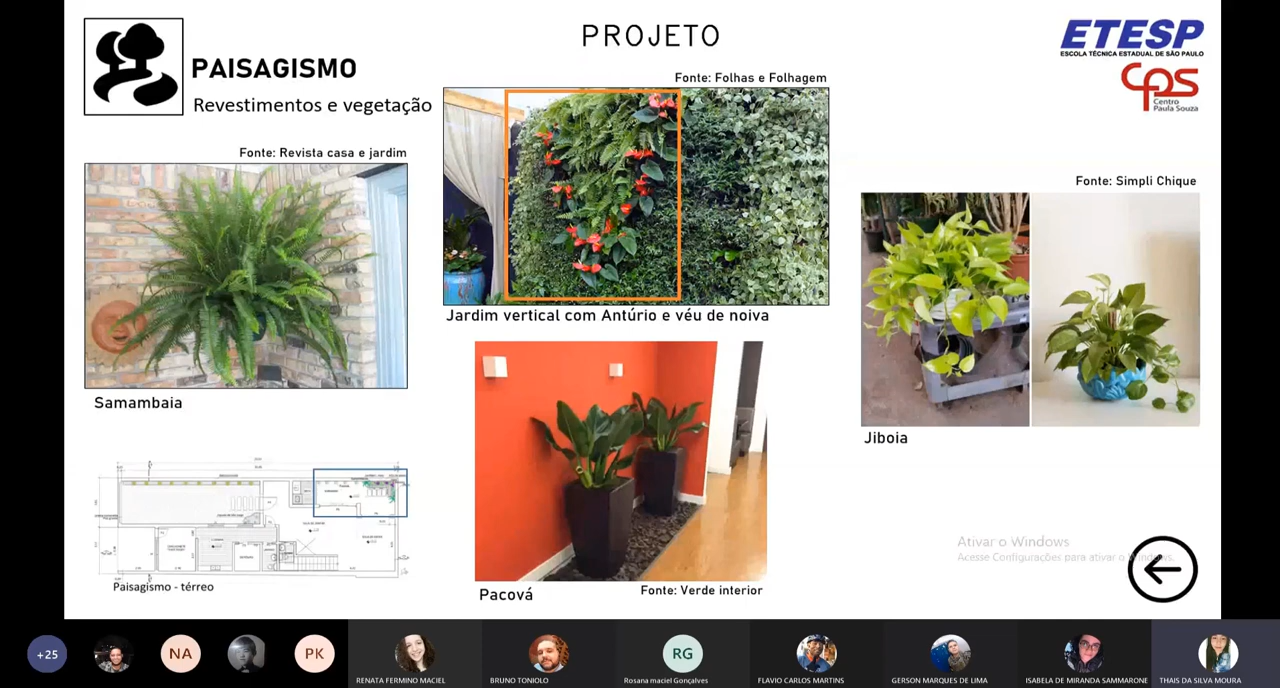 PROJETO
ETESP
ESCOLA TÉCNICA ESTADUAL DE SÃO PAULO
CPS
Centro
Paula Souza
PAISAGISMO
Revestimentos e vegetação
Fonte: Folhas e Folhagem
Fonte: Revista casa e jardim
Fonte: Simpli Chique
Jardim vertical com Antúrio e véu de noiva
Samambaia
Jiboia
Paisagismo - térreo
Pacová
Fonte: Verde interior
Ativar o Windows
Acesse Configurações para ativar o Windows.
+25
NA
PK
RG
RENATA FERMINO MACIEL
BRUNO TONIOLO
Rosana maciel Gonçalves
FLAVIO CARLOS MARTINS
GERSON MARQUES DE LIMA
ISABELA DE MIRANDA SAMMARONE
THAIS DA SILVA MOURA